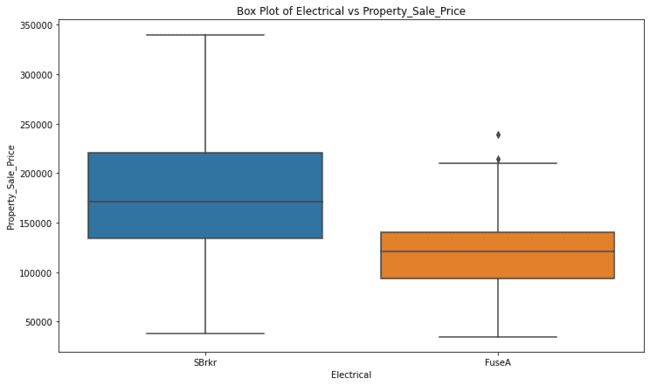 Box Plot of Electrical vs Property_Sale_Price
350000
300000
250000
200000
150000
100000
50000
Property_Sale_Price
SBrkr
FuseA
Electrical